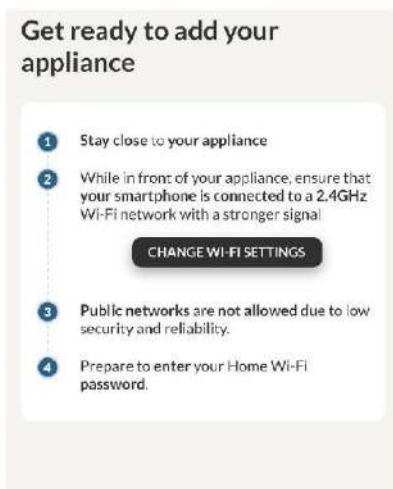 Get ready to add your
appliance
1 Stay close to your appliance
2 While in front of your appliance, ensure that
your smartphone is connected to a 2.4GHz
Wi-Fi network with a stronger signal
CHANGE WI-FI SETTINGS
3 Public networks are not allowed due to low
security and reliability.
4 Prepare to enter your Home Wi-Fi
password.